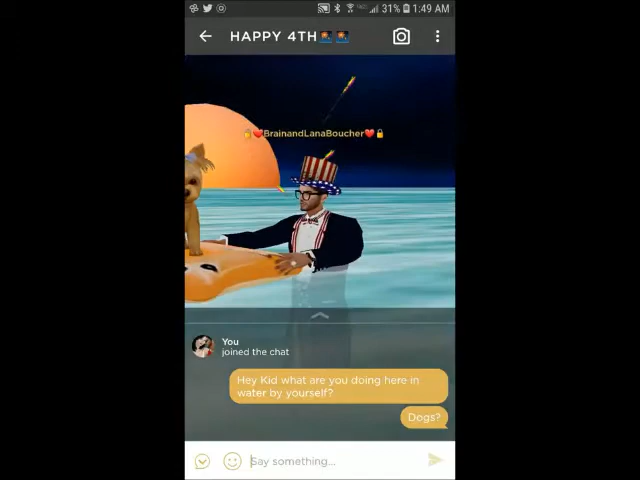 31% 1:49 AM
HAPPY 4TH
BrainandLanaBoucher
You
joined the chat
Hey Kid what are you doing here in
water by yourself?
Dogs?
Say something...